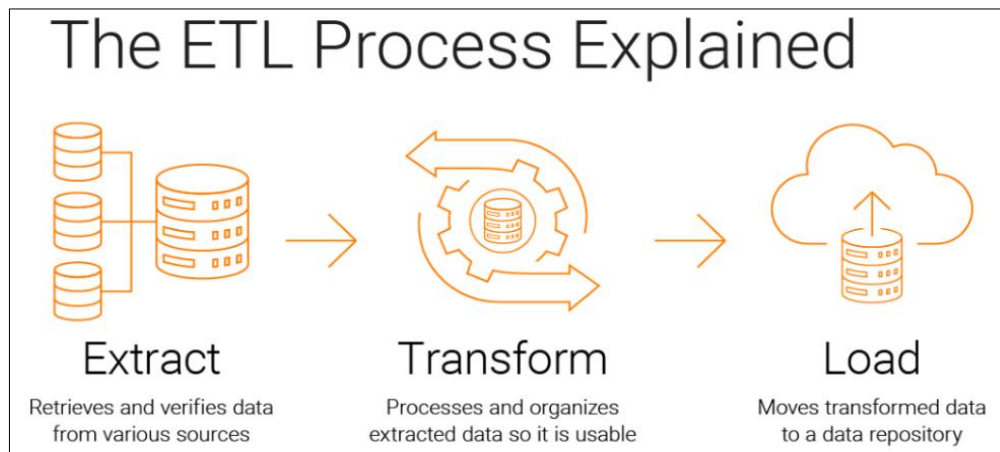 The ETL Process Explained
Extract
Retrieves and verifies data
from various sources
Transform
Processes and organizes
extracted data so it is usable
Load
Moves transformed data
to a data repository